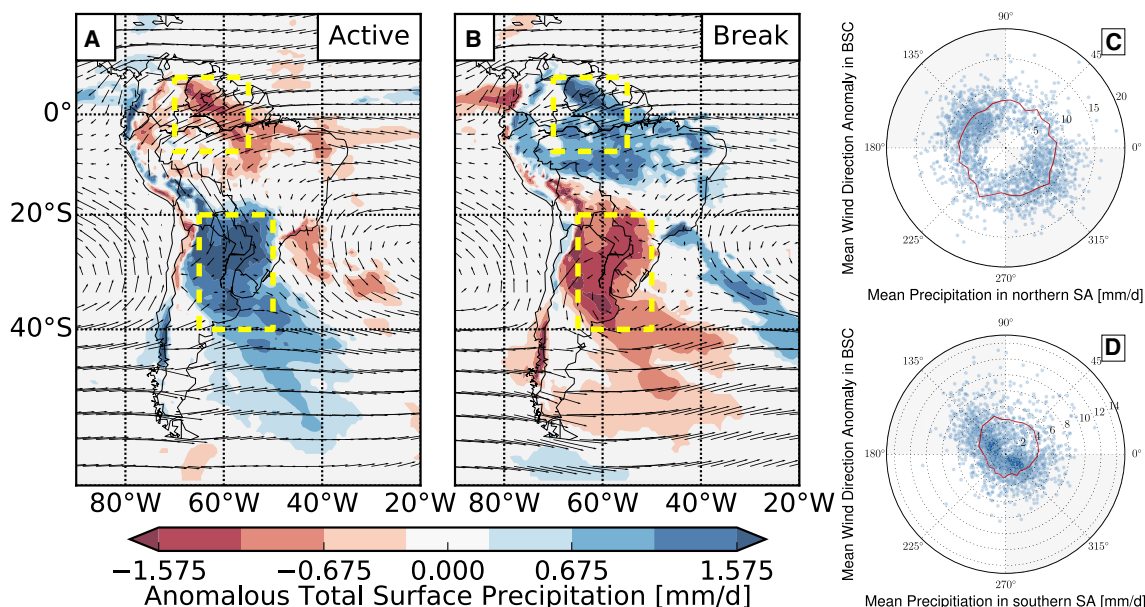 A
Active
B
Break
0°
20°S
40°S
80°W
60°W
40°W
20°W
80°W
60°W
40°W
20°W
−1.575
−0.675
0.000
0.675
1.575
Anomalous Total Surface Precipitation [mm/d]
C
Mean Wind Direction Anomaly in BSC
90°
135°
45°
180°
0°
225°
315°
270°
5
10
15
20
Mean Precipitation in northern SA [mm/d]
D
Mean Wind Direction Anomaly in BSC
90°
135°
45°
180°
0°
225°
315°
270°
2
4
6
8
10
12
14
Mean Precipitiation in southern SA [mm/d]